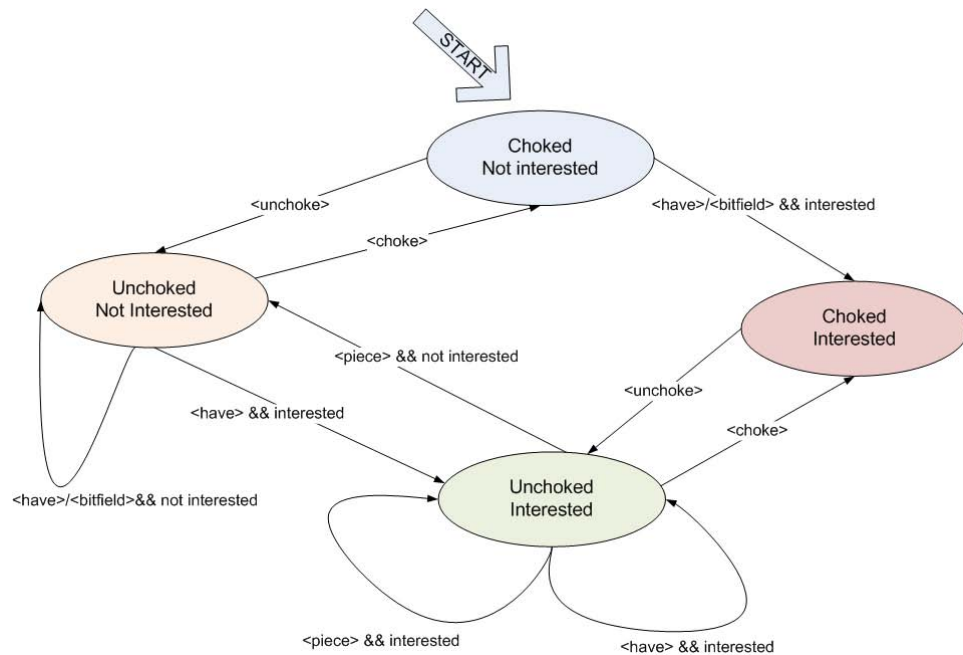 START
Choked
Not interested
<unchoke>
<have>/<bitfield> && interested
<choke>
Unchoked
Not Interested
Choked
Interested
<piece> && not interested
<unchoke>
<have> && interested
<choke>
<have>/<bitfield>&& not interested
Unchoked
Interested
<piece> && interested
<have> && interested